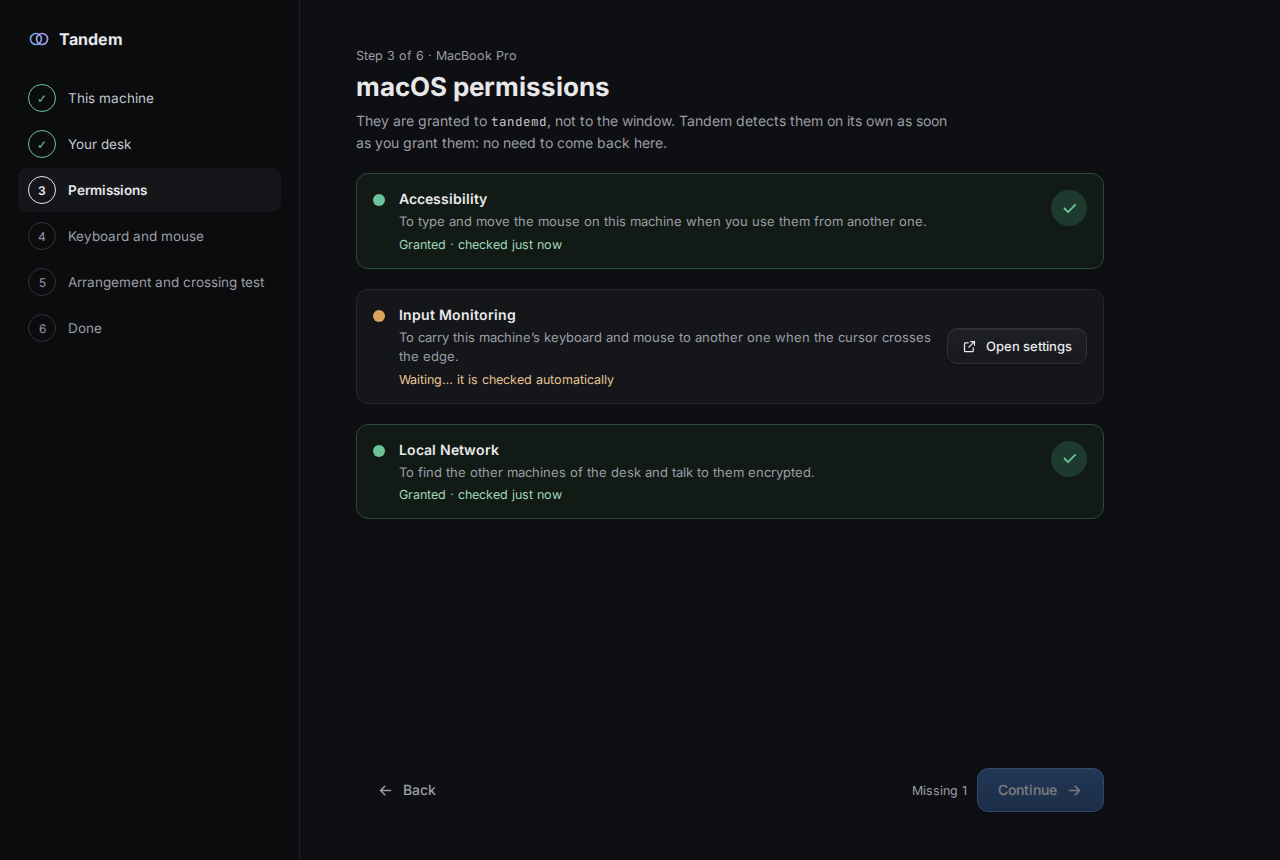 Tandem
✓ This machine
✓ Your desk
3 Permissions
4 Keyboard and mouse
5 Arrangement and crossing test
6 Done
Step 3 of 6 · MacBook Pro
macOS permissions
They are granted to tandemd, not to the window. Tandem detects them on its own as soon
as you grant them: no need to come back here.
Accessibility
To type and move the mouse on this machine when you use them from another one.
Granted · checked just now
Input Monitoring
To carry this machine’s keyboard and mouse to another one when the cursor crosses
the edge.
Waiting… it is checked automatically
Open settings
Local Network
To find the other machines of the desk and talk to them encrypted.
Granted · checked just now
Back
Missing 1
Continue